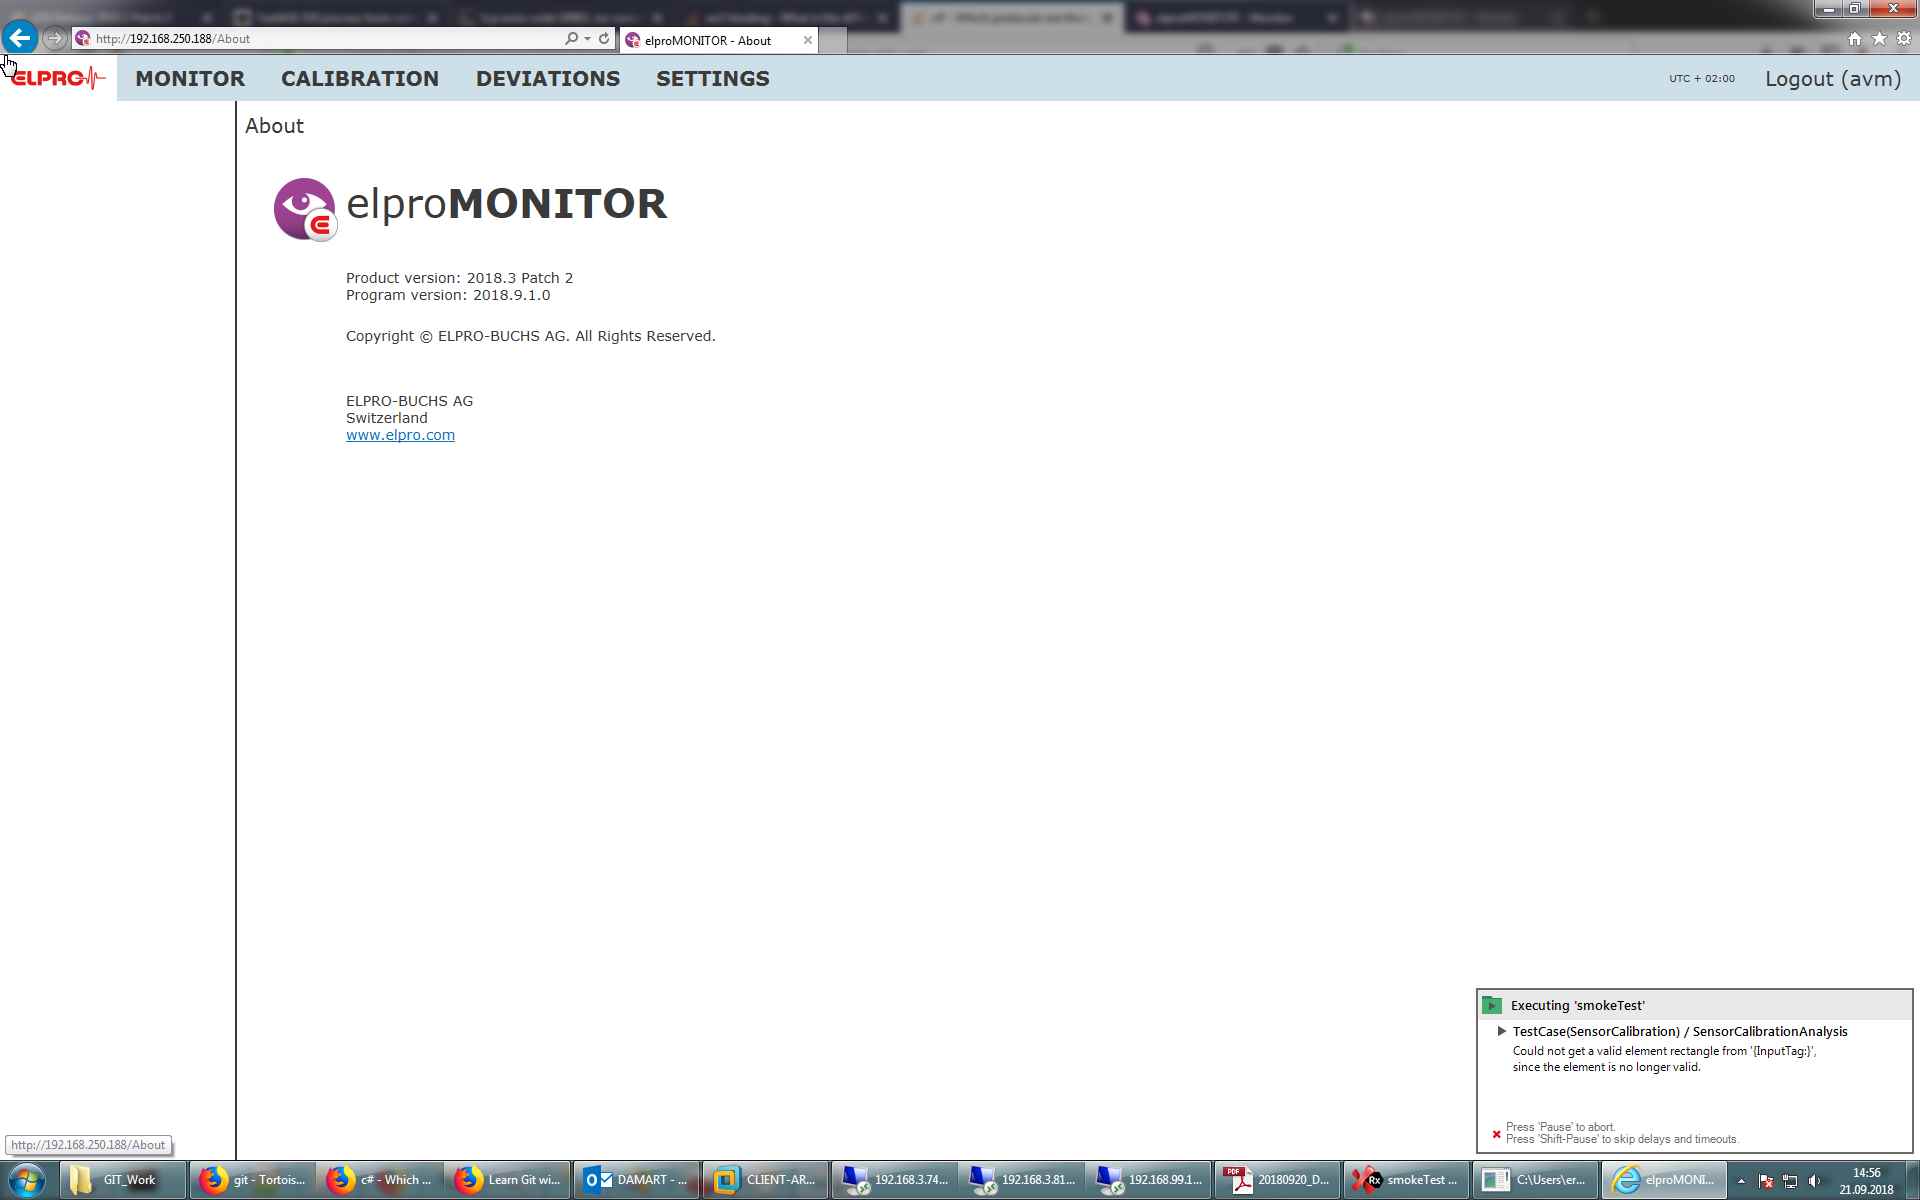 http://192.168.250.188/About
elproMONITOR - About
ELPRO
MONITOR
CALIBRATION
DEVIATIONS
SETTINGS
UTC + 02:00
Logout (avm)
About
elproMONITOR
Product version: 2018.3 Patch 2
Program version: 2018.9.1.0
Copyright © ELPRO-BUCHS AG. All Rights Reserved.
ELPRO-BUCHS AG
Switzerland
www.elpro.com
Executing 'smokeTest'
TestCase(SensorCalibration) / SensorCalibrationAnalysis
Could not get a valid element rectangle from '{InputTag:}',
since the element is no longer valid.
Press 'Pause' to abort.
Press 'Shift-Pause' to skip delays and timeouts.
http://192.168.250.188/About
GIT_Work
git - Tortois...
c# - Which ...
Learn Git wi...
DAMART - ...
CLIENT-AR...
192.168.3.74...
192.168.3.81...
192.168.99.1...
20180920_D...
smokeTest ...
C:\Users\er...
elproMONI...
14:56
21.09.2018